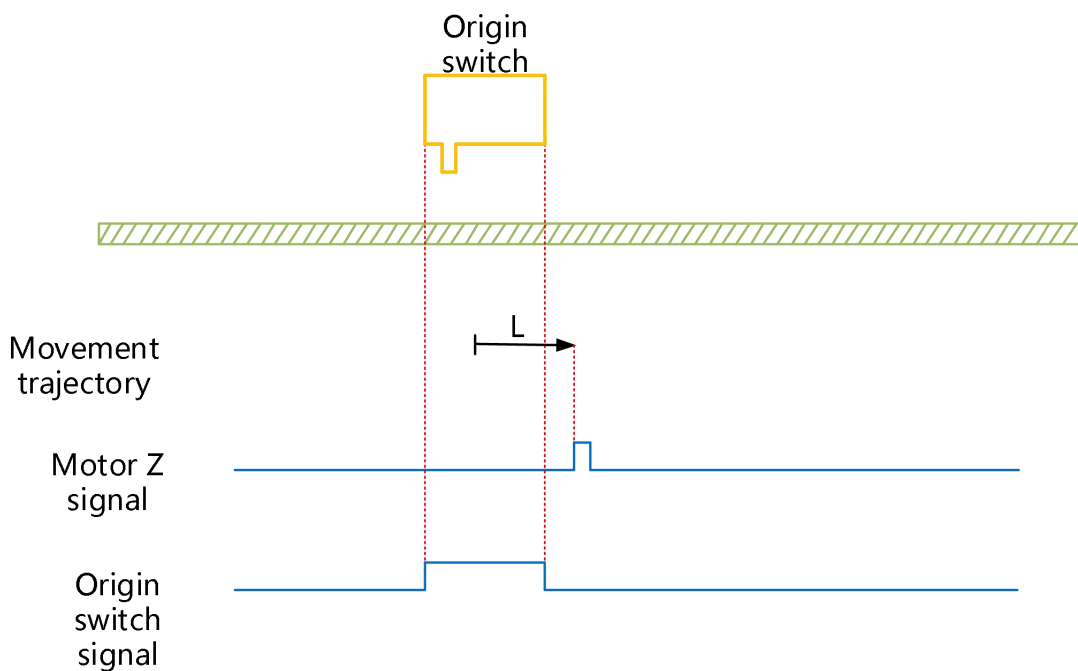 Origin
switch
L
Movement
trajectory
Motor Z
signal
Origin
switch
signal